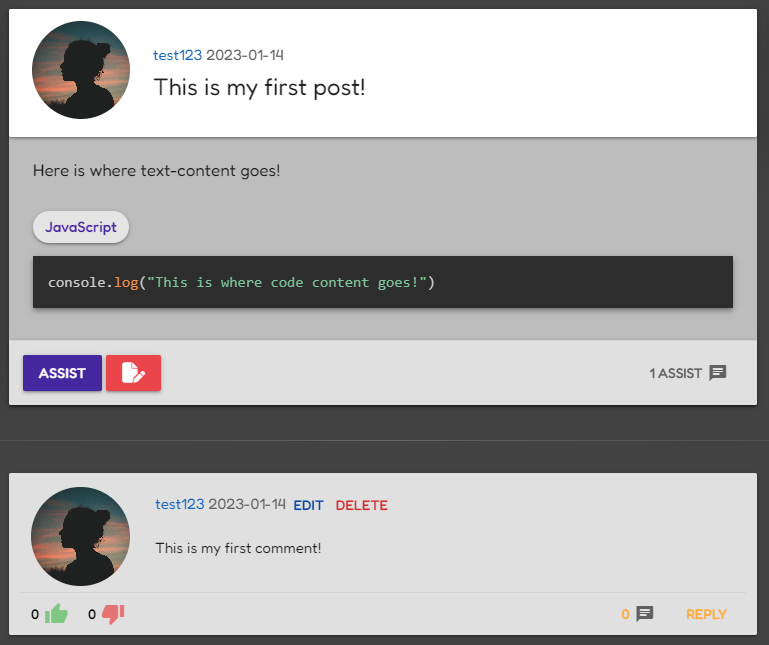 test123 2023-01-14
This is my first post!
Here is where text-content goes!
JavaScript
console.log("This is where code content goes!")
ASSIST
1 ASSIST
test123 2023-01-14 EDIT DELETE
This is my first comment!
0 0 0 REPLY